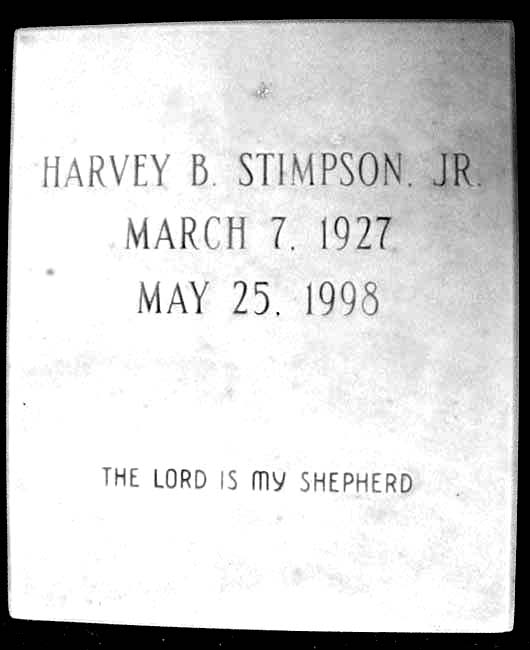 HARVEY B. STIMPSON, JR.
MARCH 7, 1927
MAY 25, 1998
THE LORD IS MY SHEPHERD